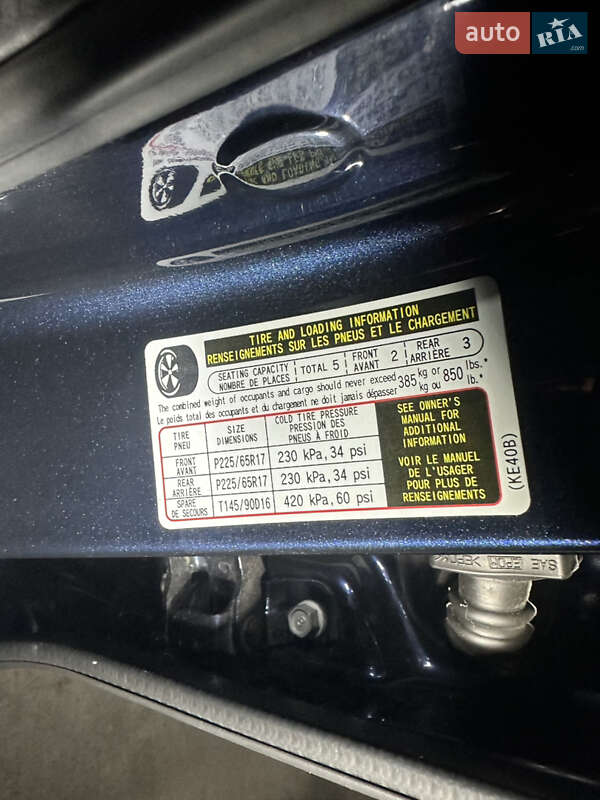 auto RIA
.com
TIRE AND LOADING INFORMATION
RENSEIGNEMENTS SUR LES PNEUS ET LE CHARGEMENT
SEATING CAPACITY TOTAL 5 FRONT 2 REAR 3
NOMBRE DE PLACES AVANT ARRIÈRE
The combined weight of occupants and cargo should never exceed 385 kg or 850 lbs.*
Le poids total des occupants et du chargement ne doit jamais dépasser kg ou lb.*
TIRE SIZE COLD TIRE PRESSURE
PNEU DIMENSIONS PRESSION DES PNEUS À FROID
FRONT AVANT P225/65R17 230 kPa, 34 psi
REAR ARRIÈRE P225/65R17 230 kPa, 34 psi
SPARE DE SECOURS T145/90D16 420 kPa, 60 psi
SEE OWNER'S
MANUAL FOR
ADDITIONAL
INFORMATION
VOIR LE MANUEL
DE L'USAGER
POUR PLUS DE
RENSEIGNEMENTS
(KE40B)
SAE EPDM